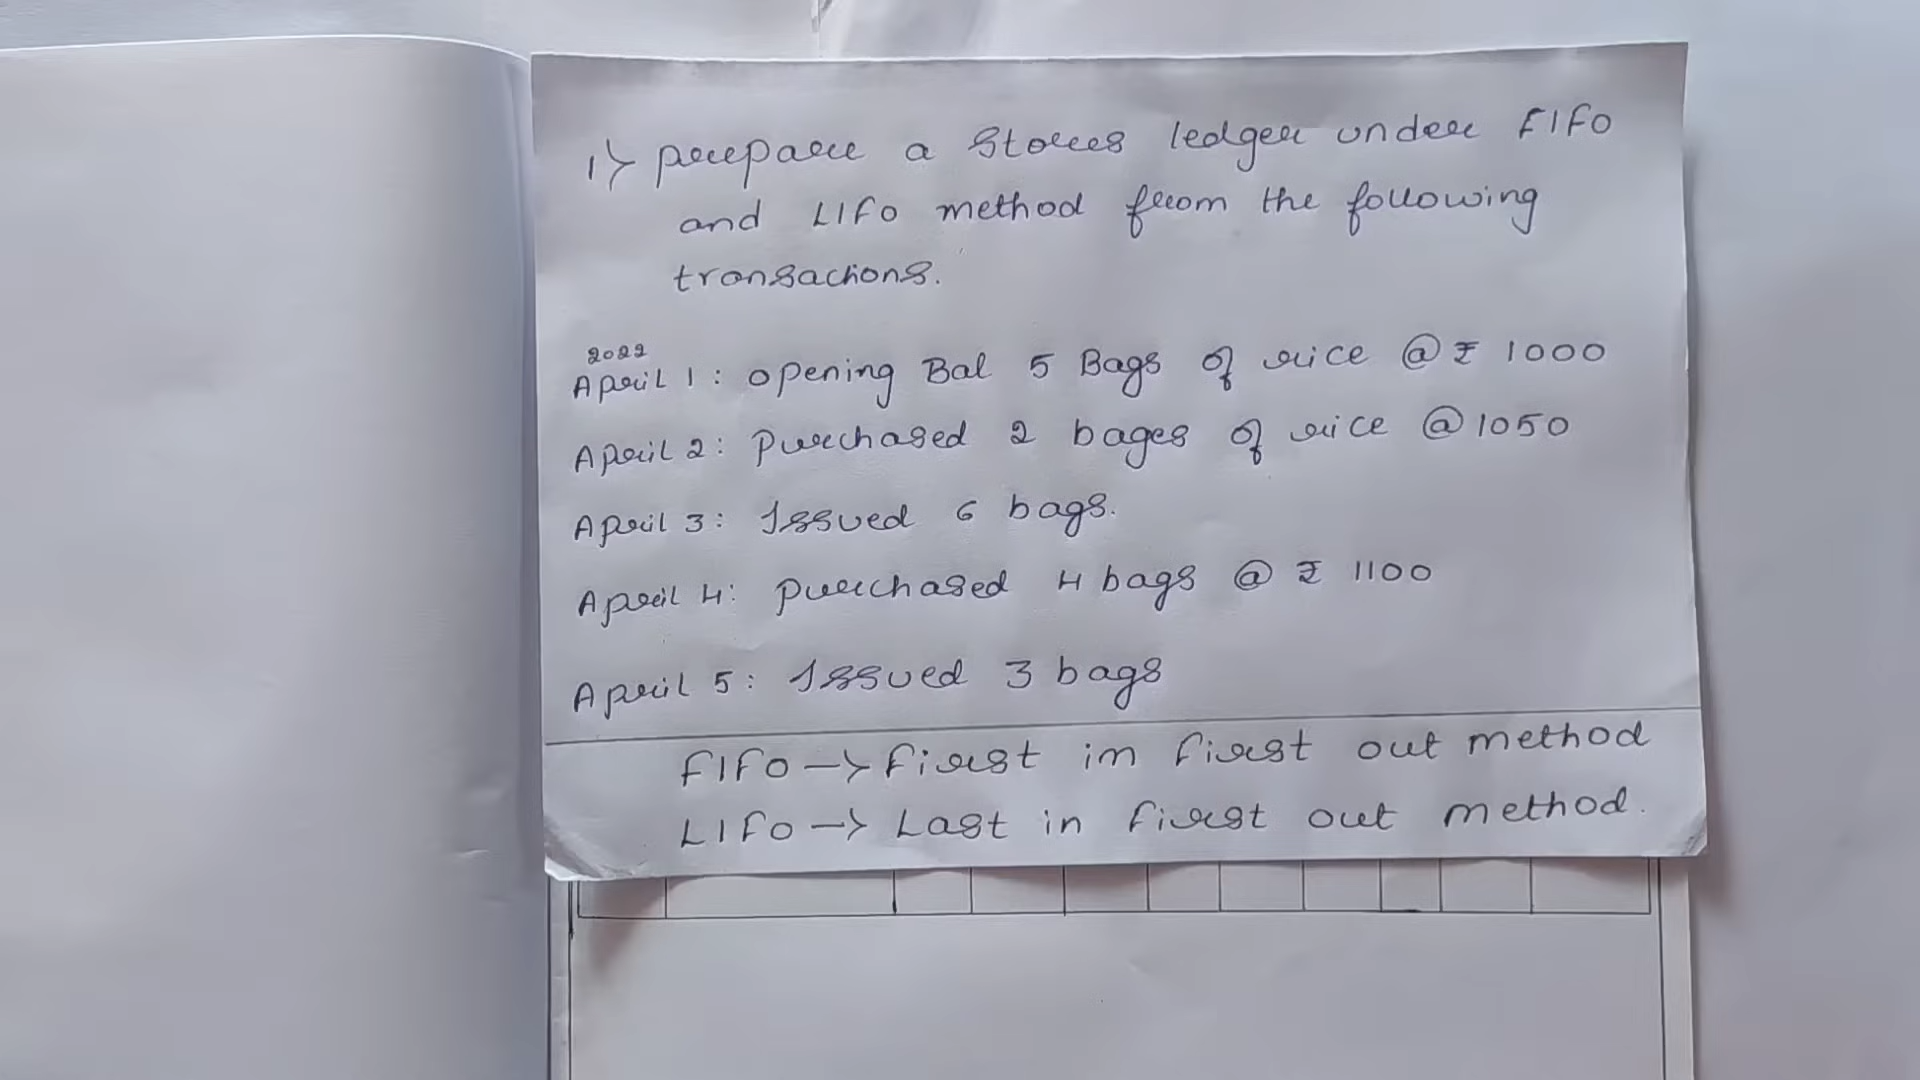 1) prepare a Stores ledger under FIFO
and LIFO method from the following
transactions.
2022
April 1: opening Bal 5 Bags of rice @ ₹ 1000
April 2: purchased 2 bages of rice @ 1050
April 3: Issued 6 bags.
April 4: purchased 4 bags @ ₹ 1100
April 5: Issued 3 bags
FIFO -> First in first out method
LIFO -> Last in first out method.